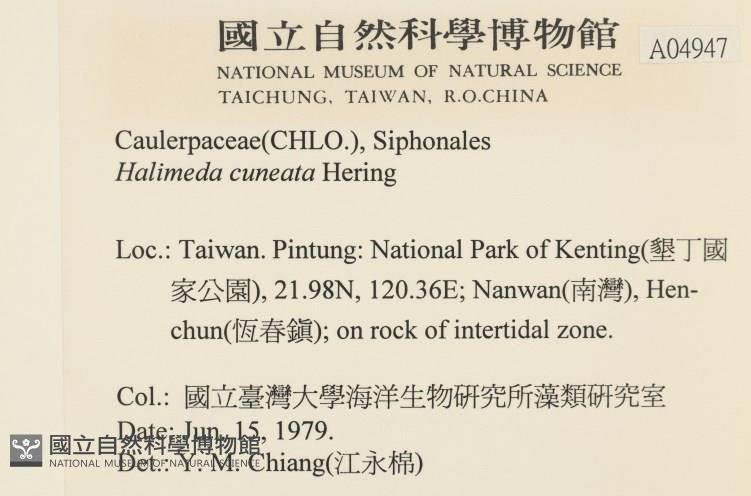 國立自然科學博物館
A04947
NATIONAL MUSEUM OF NATURAL SCIENCE
TAICHUNG, TAIWAN, R.O.CHINA
Caulerpaceae(CHLO.), Siphonales
Halimeda cuneata Hering
Loc.: Taiwan. Pintung: National Park of Kenting(墾丁國
家公園), 21.98N, 120.36E; Nanwan(南灣), Hen-
chun(恆春鎮); on rock of intertidal zone.
Col.: 國立臺灣大學海洋生物研究所藻類研究室
Date: Jun. 15, 1979.
Det.: Y. M. Chiang(江永棉)
國立自然科學博物館
NATIONAL MUSEUM OF NATURAL SCIENCE